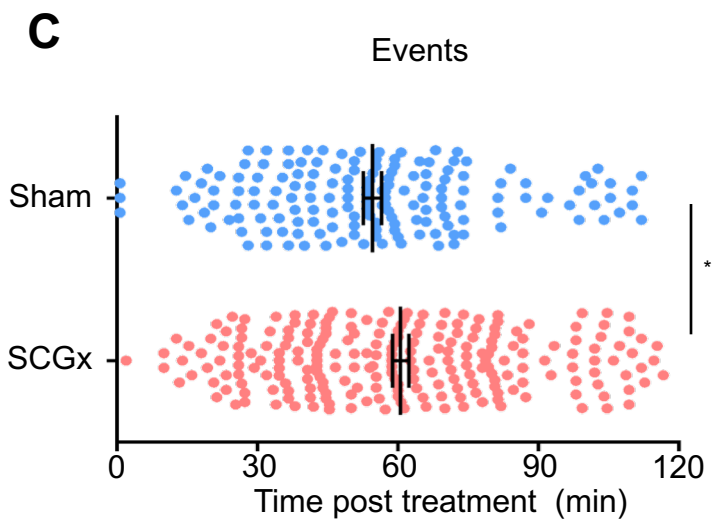 C
Events
Sham
*
SCGx
0 30 60 90 120
Time post treatment (min)